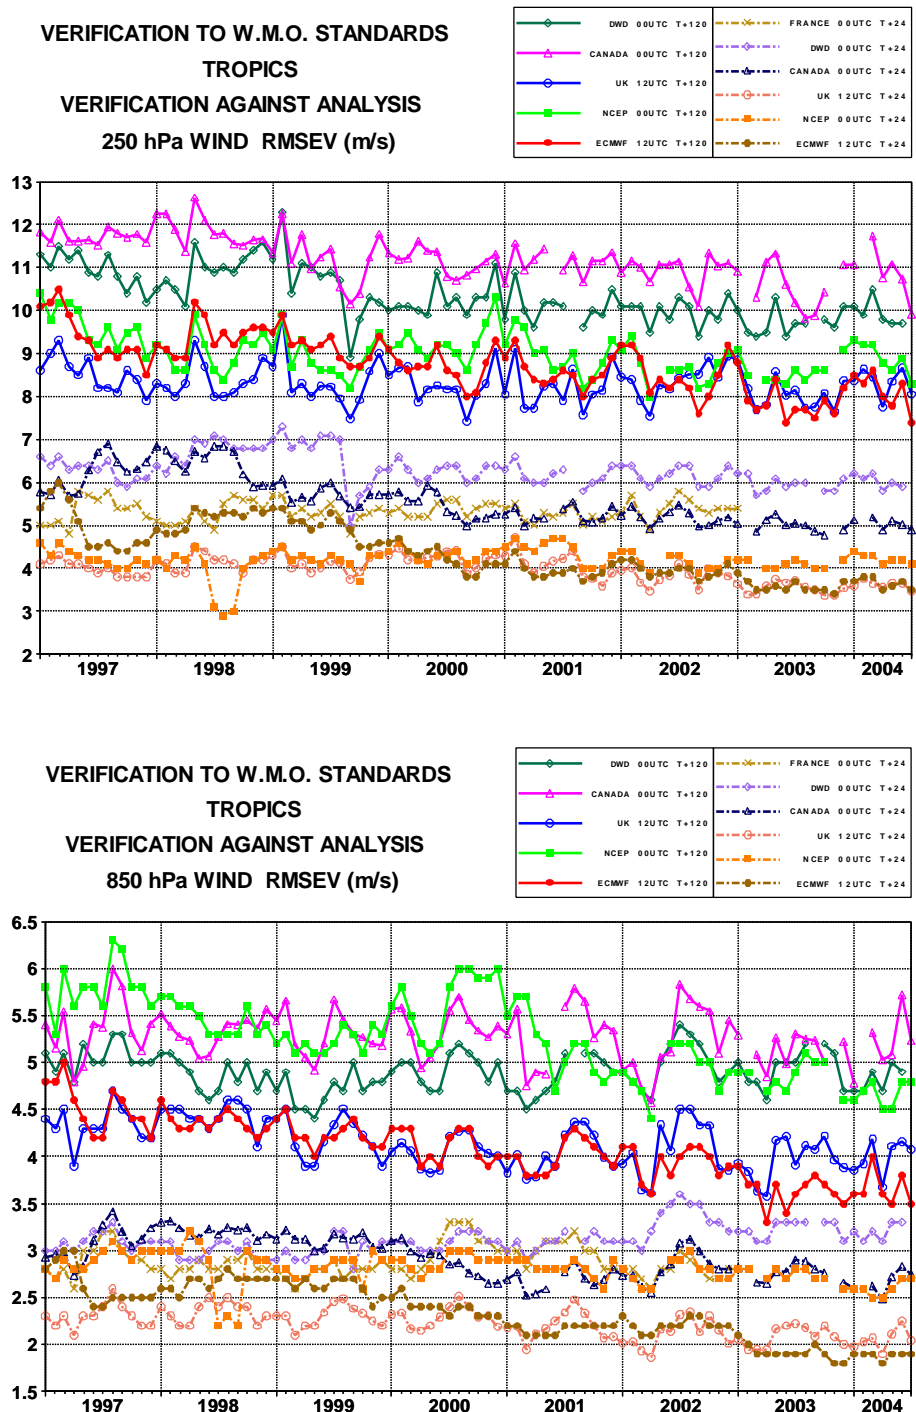 VERIFICATION TO W.M.O. STANDARDS
TROPICS
VERIFICATION AGAINST ANALYSIS
250 hPa WIND RMSEV (m/s)
DWD 00UTC T+120
CANADA 00UTC T+120
UK 12UTC T+120
NCEP 00UTC T+120
ECMWF 12UTC T+120
FRANCE 00UTC T+24
DWD 00UTC T+24
CANADA 00UTC T+24
UK 12UTC T+24
NCEP 00UTC T+24
ECMWF 12UTC T+24
13
12
11
10
9
8
7
6
5
4
3
2
1997 1998 1999 2000 2001 2002 2003 2004
VERIFICATION TO W.M.O. STANDARDS
TROPICS
VERIFICATION AGAINST ANALYSIS
850 hPa WIND RMSEV (m/s)
DWD 00UTC T+120
CANADA 00UTC T+120
UK 12UTC T+120
NCEP 00UTC T+120
ECMWF 12UTC T+120
FRANCE 00UTC T+24
DWD 00UTC T+24
CANADA 00UTC T+24
UK 12UTC T+24
NCEP 00UTC T+24
ECMWF 12UTC T+24
6.5
6
5.5
5
4.5
4
3.5
3
2.5
2
1.5
1997 1998 1999 2000 2001 2002 2003 2004